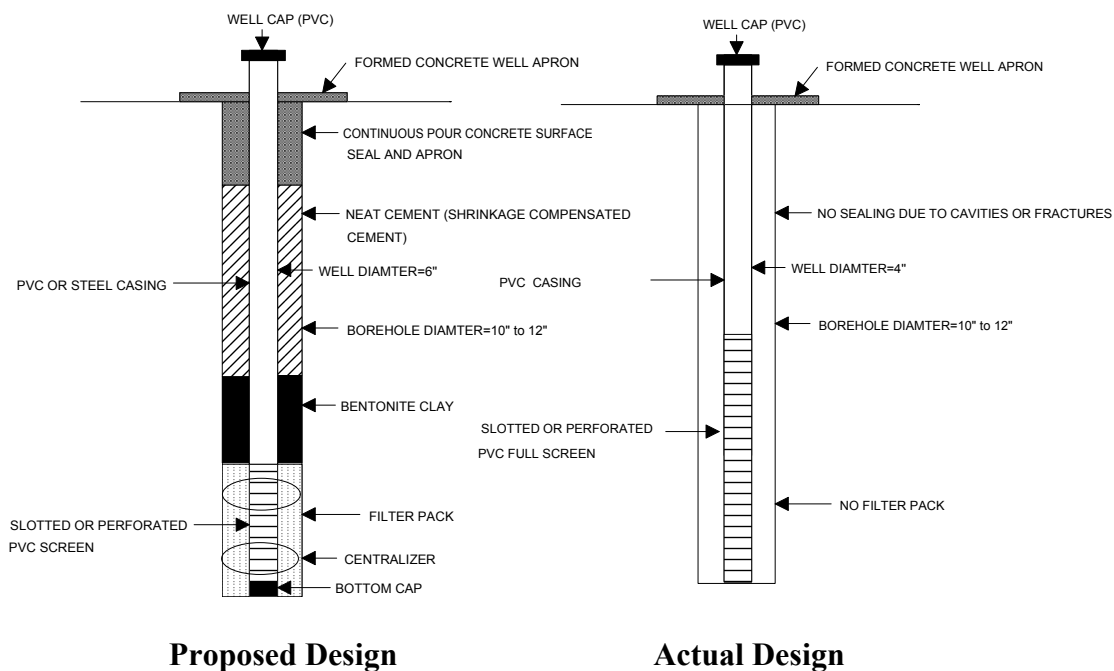 WELL CAP (PVC)
FORMED CONCRETE WELL APRON
CONTINUOUS POUR CONCRETE SURFACE
SEAL AND APRON
NEAT CEMENT (SHRINKAGE COMPENSATED
CEMENT)
WELL DIAMTER=6"
PVC OR STEEL CASING
BOREHOLE DIAMTER=10" to 12"
BENTONITE CLAY
SLOTTED OR PERFORATED
PVC SCREEN
FILTER PACK
CENTRALIZER
BOTTOM CAP
Proposed Design
WELL CAP (PVC)
FORMED CONCRETE WELL APRON
NO SEALING DUE TO CAVITIES OR FRACTURES
WELL DIAMTER=4"
PVC CASING
BOREHOLE DIAMTER=10" to 12"
SLOTTED OR PERFORATED
PVC FULL SCREEN
NO FILTER PACK
Actual Design